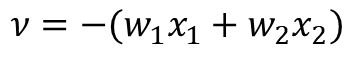 ν = −(w₁x₁ + w₂x₂)